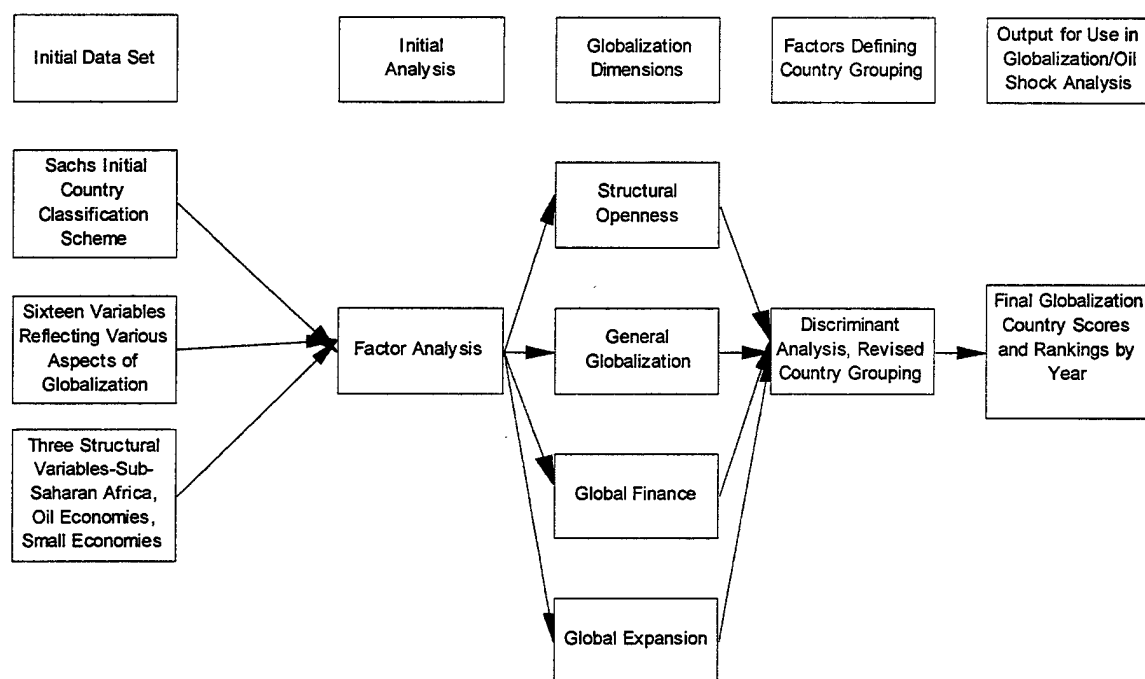 Initial Data Set
Initial
Analysis
Globalization
Dimensions
Factors Defining
Country Grouping
Output for Use in
Globalization/Oil
Shock Analysis
Sachs Initial
Country
Classification
Scheme
Sixteen Variables
Reflecting Various
Aspects of
Globalization
Three Structural
Variables-Sub-
Saharan Africa,
Oil Economies,
Small Economies
Factor Analysis
Structural
Openness
General
Globalization
Global Finance
Global Expansion
Discriminant
Analysis, Revised
Country Grouping
Final Globalization
Country Scores
and Rankings by
Year